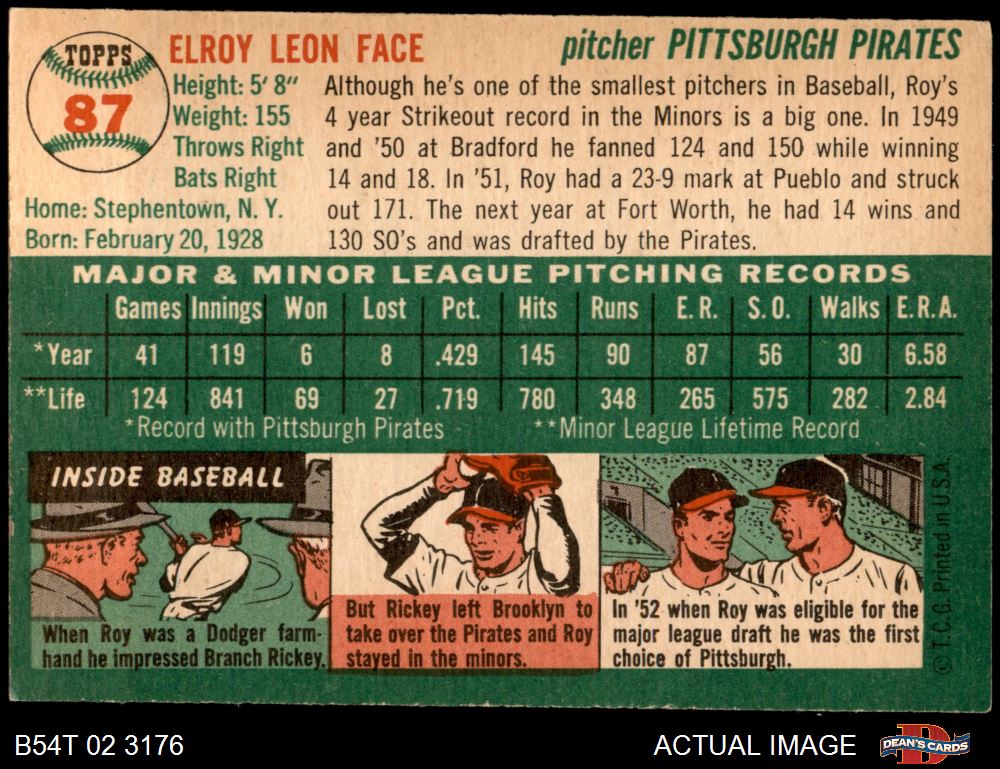 TOPPS
87
ELROY LEON FACE
pitcher PITTSBURGH PIRATES
Height: 5' 8"
Weight: 155
Throws Right
Bats Right
Home: Stephentown, N. Y.
Born: February 20, 1928
Although he's one of the smallest pitchers in Baseball, Roy's
4 year Strikeout record in the Minors is a big one. In 1949
and '50 at Bradford he fanned 124 and 150 while winning
14 and 18. In '51, Roy had a 23-9 mark at Pueblo and struck
out 171. The next year at Fort Worth, he had 14 wins and
130 SO's and was drafted by the Pirates.
MAJOR & MINOR LEAGUE PITCHING RECORDS
Games Innings Won Lost Pct. Hits Runs E. R. S. O. Walks E.R.A.
*Year 41 119 6 8 .429 145 90 87 56 30 6.58
**Life 124 841 69 27 .719 780 348 265 575 282 2.84
*Record with Pittsburgh Pirates **Minor League Lifetime Record
INSIDE BASEBALL
When Roy was a Dodger farm-
hand he impressed Branch Rickey.
But Rickey left Brooklyn to
take over the Pirates and Roy
stayed in the minors.
In '52 when Roy was eligible for the
major league draft he was the first
choice of Pittsburgh.
© T.C.G. Printed in U.S.A.
B54T 02 3176
ACTUAL IMAGE
DEAN'S CARDS